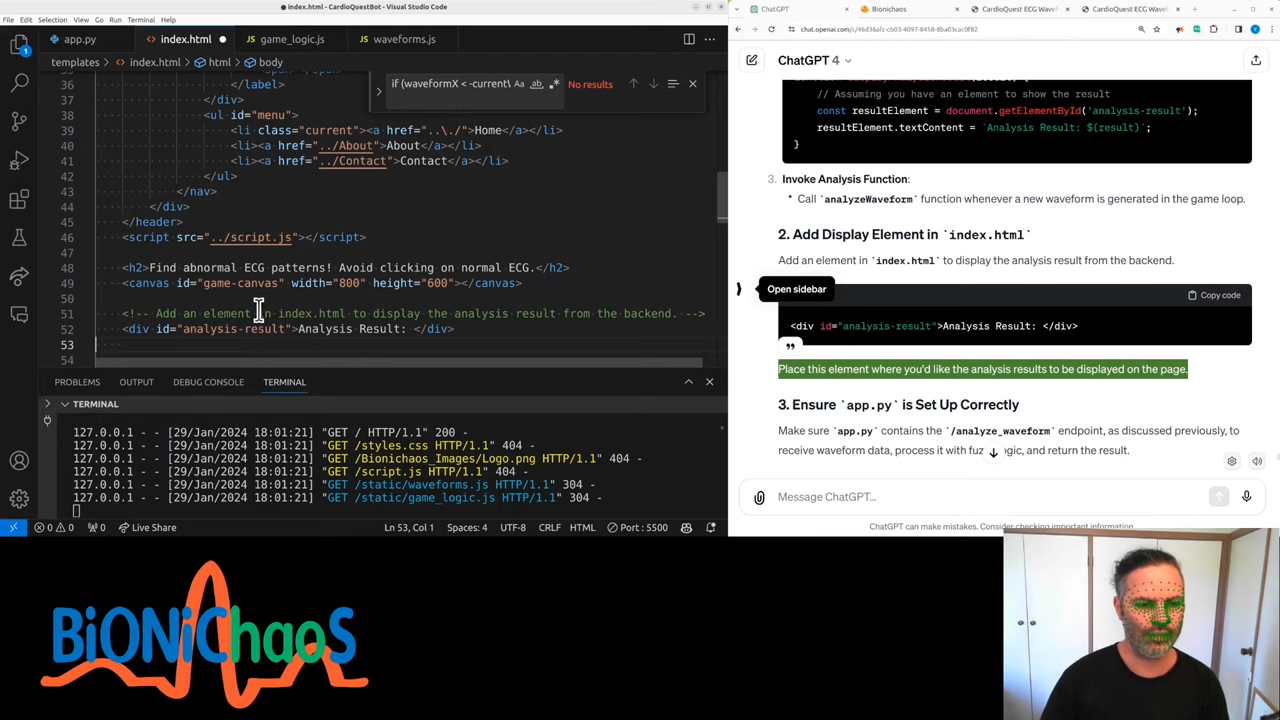 index.html - Visual Studio Code
File Edit Selection View Go Run Terminal Help
app.py
index.html
game_logic.js
waveforms.js
templates > index.html > html > body
if (waveformX < -currentW
No results
36 </label>
37 </div>
38 <ul id="menu">
39 <li class="current"><a href="..\./">Home</a></li>
40 <li><a href="../About">About</a></li>
41 <li><a href="../Contact">Contact</a></li>
42 </ul>
43 </nav>
44 </div>
45 </header>
46 <script src="../script.js"></script>
47
48 <h2>Find abnormal ECG patterns! Avoid clicking on normal ECG.</h2>
49 <canvas id="game-canvas" width="800" height="600"></canvas>
50
51 <!-- Add an element in index.html to display the analysis result from the backend. -->
52 <div id="analysis-result">Analysis Result: </div>
53
54
PROBLEMS OUTPUT DEBUG CONSOLE TERMINAL
TERMINAL
127.0.0.1 - - [29/Jan/2024 18:01:21] "GET / HTTP/1.1" 200 -
127.0.0.1 - - [29/Jan/2024 18:01:21] "GET /styles.css HTTP/1.1" 404 -
127.0.0.1 - - [29/Jan/2024 18:01:21] "GET /Bionichaos_Images/Logo.png HTTP/1.1" 404 -
127.0.0.1 - - [29/Jan/2024 18:01:21] "GET /script.js HTTP/1.1" 404 -
127.0.0.1 - - [29/Jan/2024 18:01:21] "GET /static/waveforms.js HTTP/1.1" 304 -
127.0.0.1 - - [29/Jan/2024 18:01:21] "GET /static/game_logic.js HTTP/1.1" 304 -
0 0 0 Live Share Ln 53, Col 1 Spaces: 4 UTF-8 CRLF HTML Port : 5500
ChatGPT
Bionichaos
CardioQuest ECG Wavef
CardioQuest ECG Wavef
ChatGPT 4
// Assuming you have an element to show the result
const resultElement = document.getElementById('analysis-result');
resultElement.textContent = `Analysis Result: ${result}`;
}
3. Invoke Analysis Function:
Call `analyzeWaveform` function whenever a new waveform is generated in the game loop.
2. Add Display Element in `index.html`
Add an element in `index.html` to display the analysis result from the backend.
Open sidebar
Copy code
<div id="analysis-result">Analysis Result: </div>
Place this element where you'd like the analysis results to be displayed on the page.
3. Ensure `app.py` is Set Up Correctly
Make sure `app.py` contains the `/analyze_waveform` endpoint, as discussed previously, to
receive waveform data, process it with fuzzy logic, and return the result.
Message ChatGPT...
ChatGPT can make mistakes. Consider checking important information.
BiONiChaoS